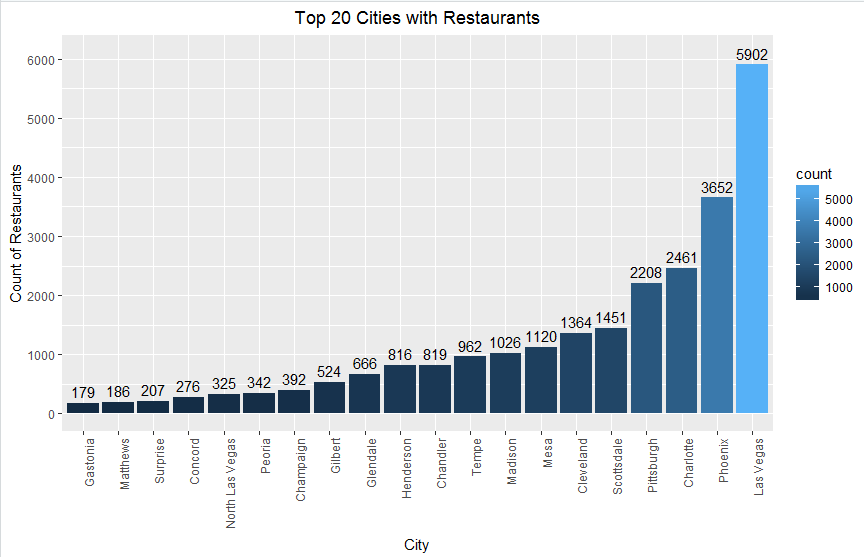 Top 20 Cities with Restaurants
Count of Restaurants
6000
5000
4000
3000
2000
1000
0
179
186
207
276
325
342
392
524
666
816
819
962
1026
1120
1364
1451
2208
2461
3652
5902
Gastonia
Matthews
Surprise
Concord
North Las Vegas
Peoria
Champaign
Gilbert
Glendale
Henderson
Chandler
Tempe
Madison
Mesa
Cleveland
Scottsdale
Pittsburgh
Charlotte
Phoenix
Las Vegas
City
count
5000
4000
3000
2000
1000